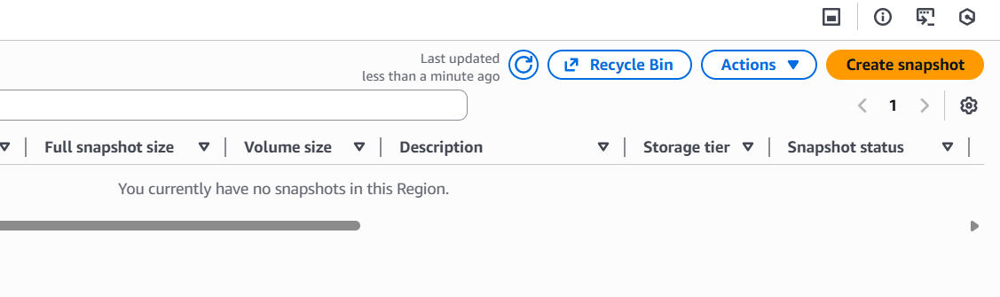 Last updated
less than a minute ago
Recycle Bin
Actions
Create snapshot
1
Full snapshot size
Volume size
Description
Storage tier
Snapshot status
You currently have no snapshots in this Region.